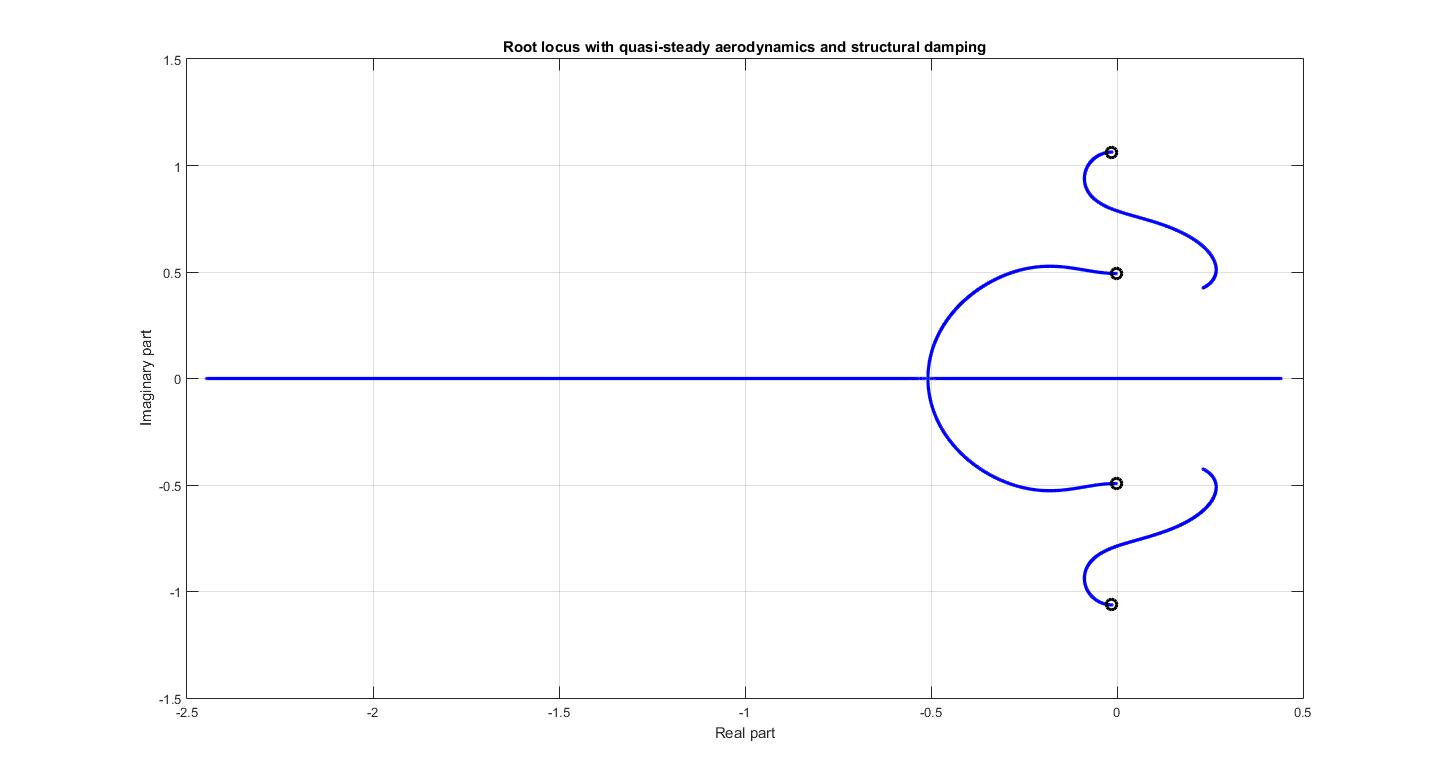 Root locus with quasi-steady aerodynamics and structural damping
1.5
1
0.5
0
-0.5
-1
-1.5
Imaginary part
-2.5 -2 -1.5 -1 -0.5 0 0.5
Real part